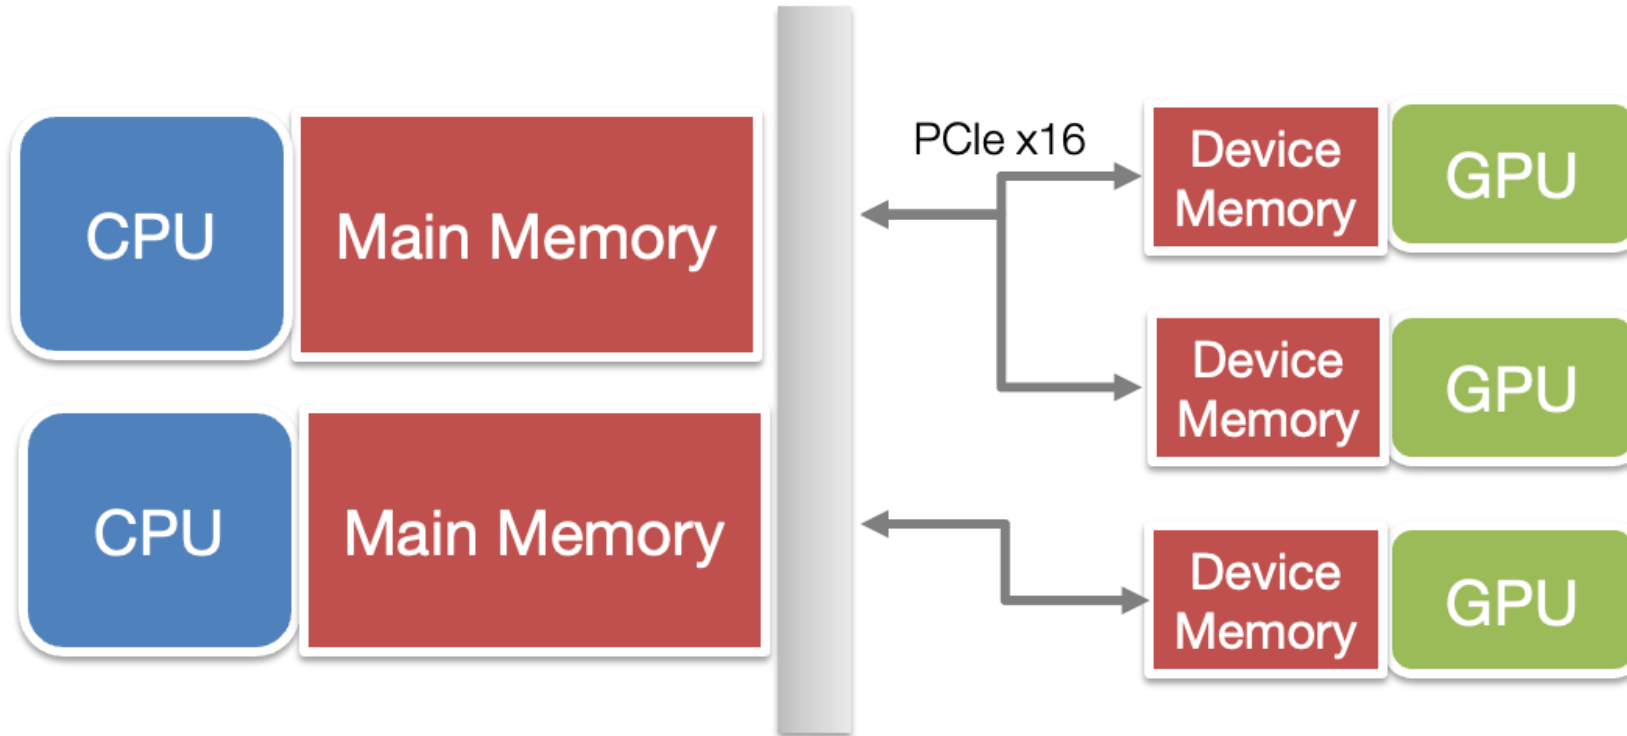 CPU
Main Memory
CPU
Main Memory
PCIe x16
Device
Memory
GPU
Device
Memory
GPU
Device
Memory
GPU